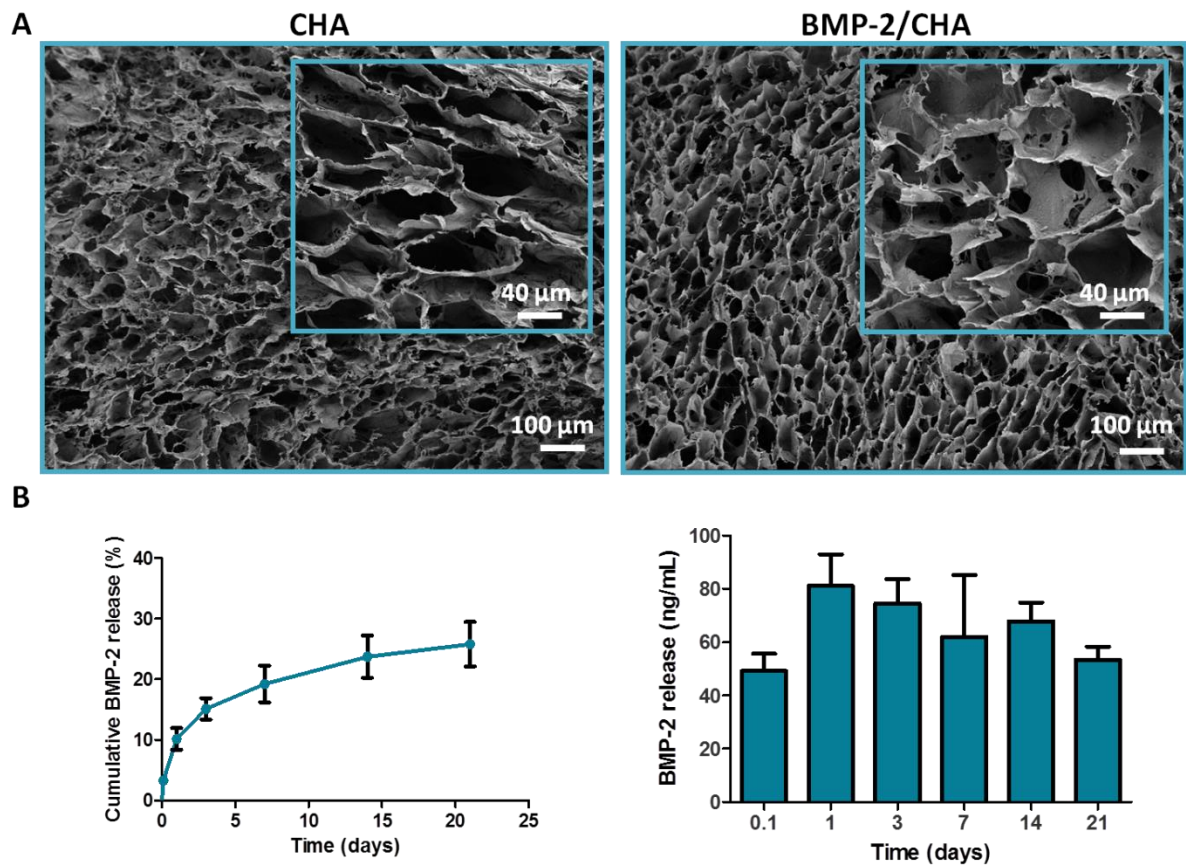 A
CHA
BMP-2/CHA
40 µm
100 µm
40 µm
100 µm
B
Cumulative BMP-2 release (%)
40
30
20
10
0
0 5 10 15 20 25
Time (days)
BMP-2 release (ng/mL)
100
80
60
40
20
0
0.1 1 3 7 14 21
Time (days)